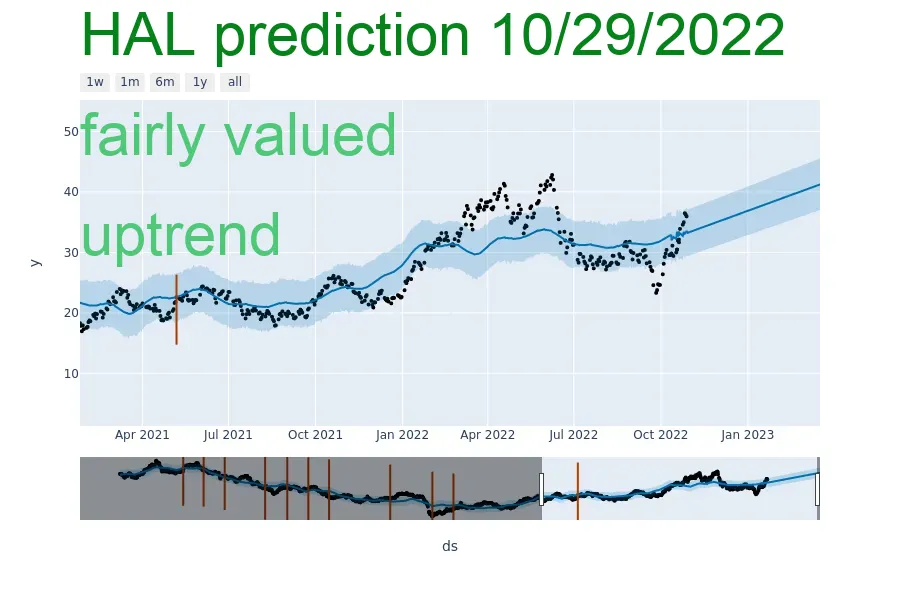 HAL prediction 10/29/2022
1w 1m 6m 1y all
fairly valued
uptrend
50
40
30
20
10
y
Apr 2021 Jul 2021 Oct 2021 Jan 2022 Apr 2022 Jul 2022 Oct 2022 Jan 2023
ds